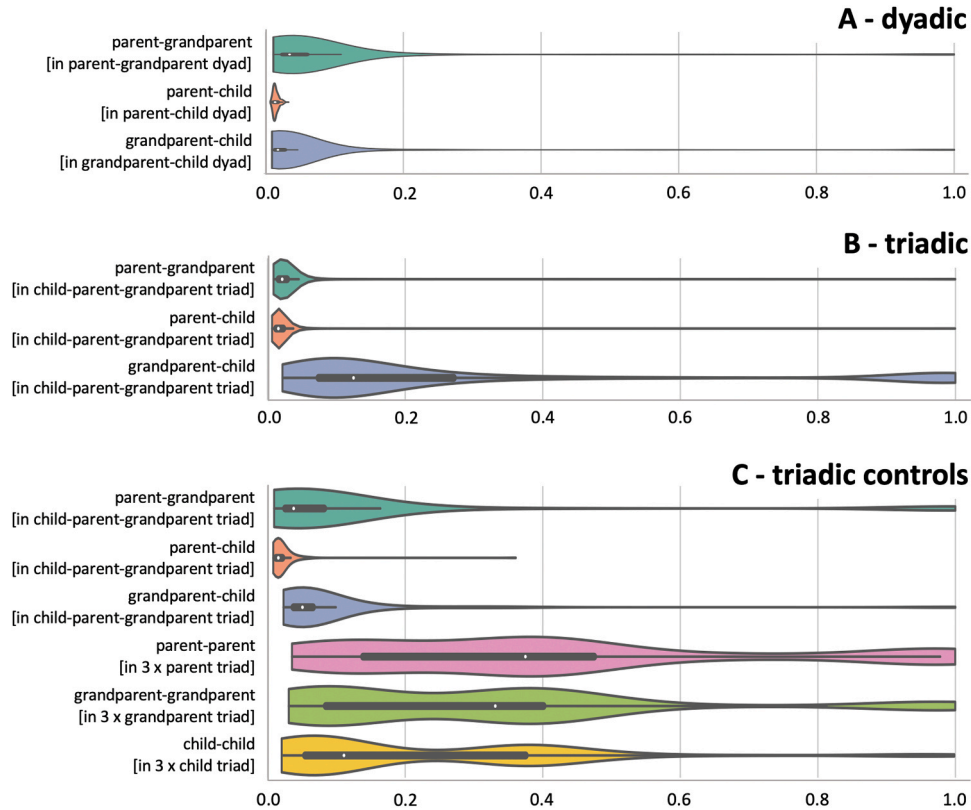 A - dyadic
parent-grandparent
[in parent-grandparent dyad]
parent-child
[in parent-child dyad]
grandparent-child
[in grandparent-child dyad]
0.0 0.2 0.4 0.6 0.8 1.0
B - triadic
parent-grandparent
[in child-parent-grandparent triad]
parent-child
[in child-parent-grandparent triad]
grandparent-child
[in child-parent-grandparent triad]
0.0 0.2 0.4 0.6 0.8 1.0
C - triadic controls
parent-grandparent
[in child-parent-grandparent triad]
parent-child
[in child-parent-grandparent triad]
grandparent-child
[in child-parent-grandparent triad]
parent-parent
[in 3 x parent triad]
grandparent-grandparent
[in 3 x grandparent triad]
child-child
[in 3 x child triad]
0.0 0.2 0.4 0.6 0.8 1.0